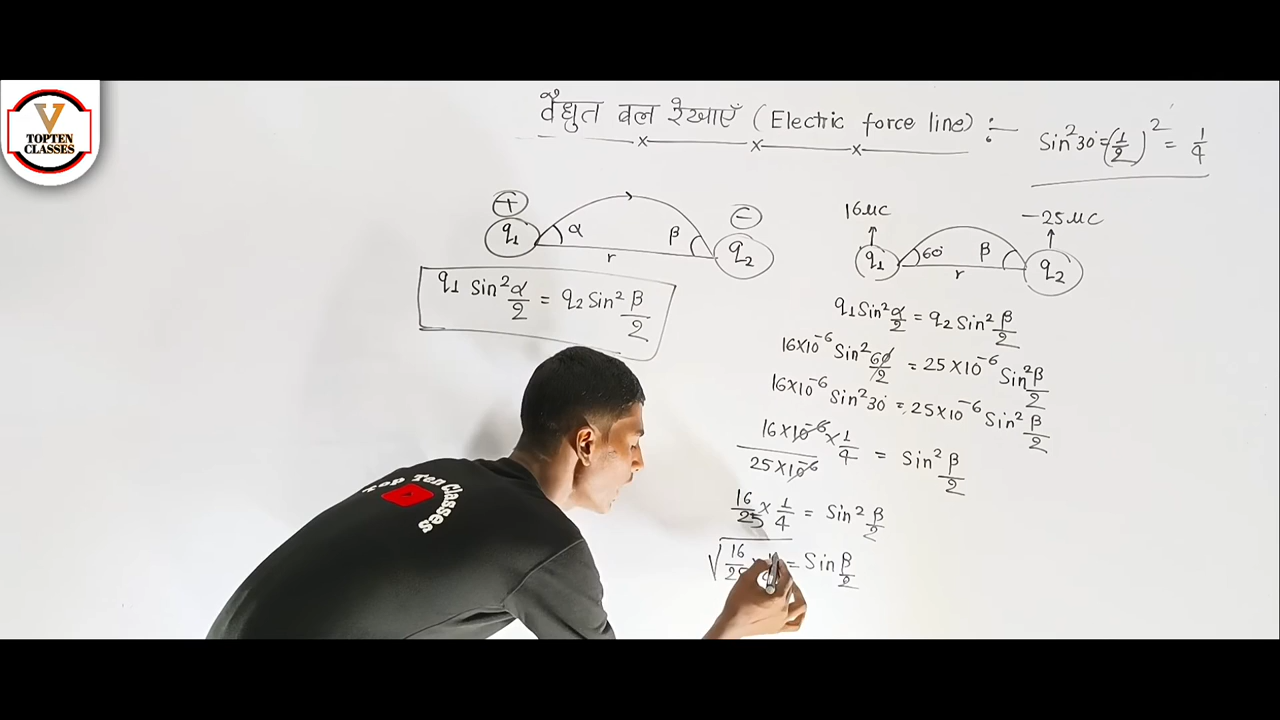 V
TOPTEN
CLASSES
वैधुत बल रेखाएँ (Electric force line) :-
Sin²30° = (1/2)² = 1/4
+
q1 α β q2
−
r
q1 Sin² α/2 = q2 Sin² β/2
16μC
-25μC
q1 60° β q2
r
q1 Sin² α/2 = q2 Sin² β/2
16×10⁻⁶ Sin² 60/2 = 25×10⁻⁶ Sin² β/2
16×10⁻⁶ Sin² 30° = 25×10⁻⁶ Sin² β/2
16×10⁻⁶/25×10⁻⁶ × 1/4 = Sin² β/2
16/25 × 1/4 = Sin² β/2
= Sin β/2
Top Ten Classes